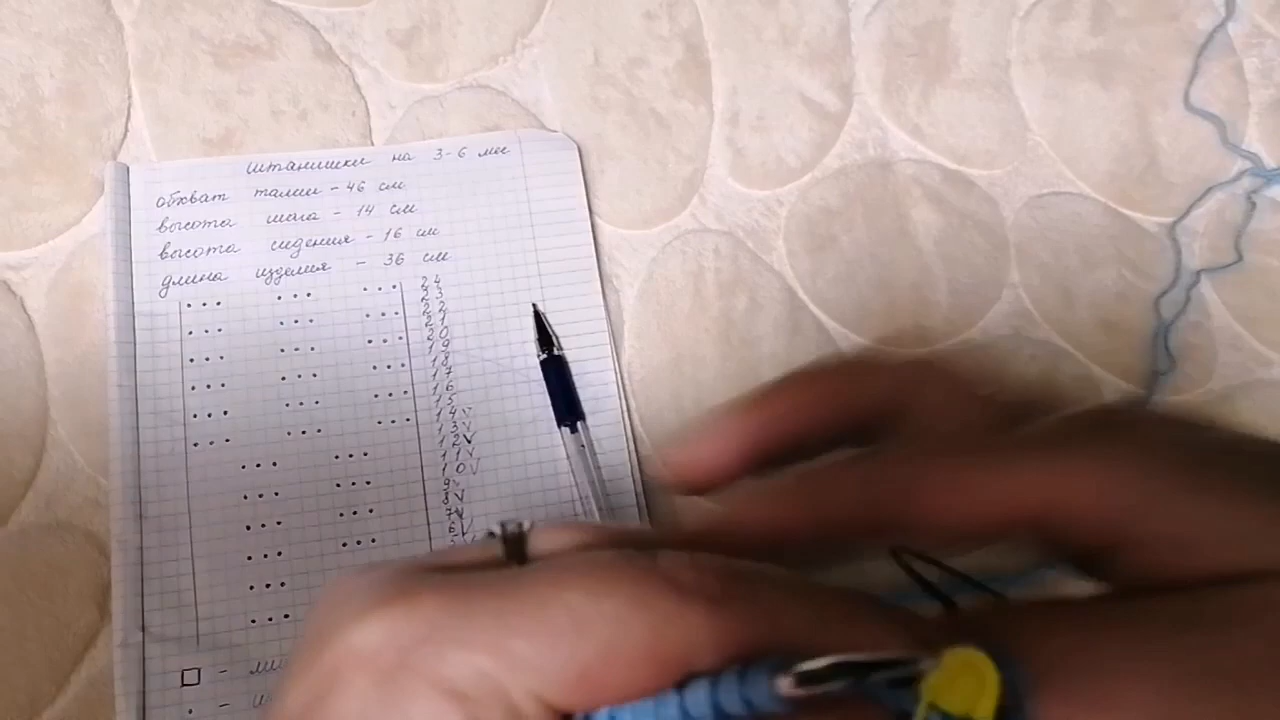 штанишки на 3-6 мес
обхват талии - 46 см
высота шага - 14 см
высота сидения - 16 см
длина изделия - 36 см
24
23
22
21
20
19
18
17
16
15
14 v
13 v
12 v
11 v
10 v
9 v
8 v
7 v
6 v
□ -
. -